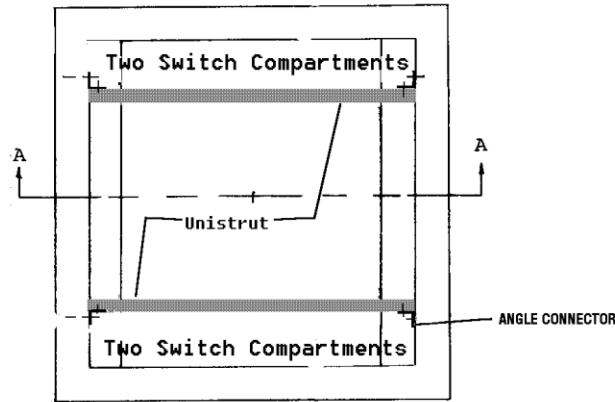 Two Switch Compartments
A
A
Unistrut
ANGLE CONNECTOR
Two Switch Compartments